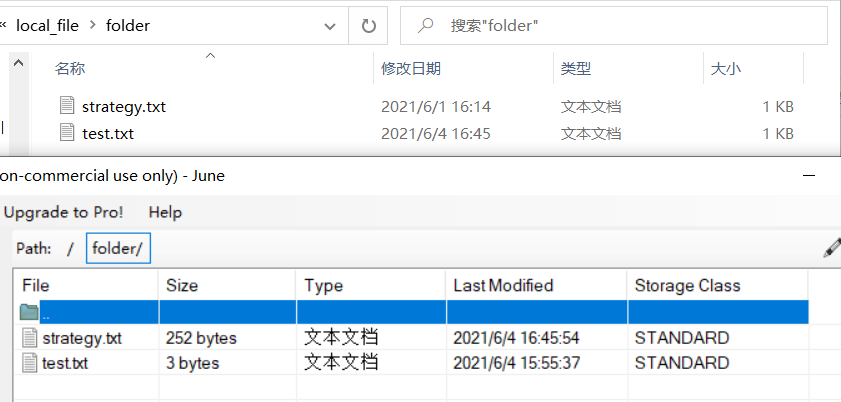 « local_file > folder 搜索"folder"
名称 修改日期 类型 大小
strategy.txt 2021/6/1 16:14 文本文档 1 KB
test.txt 2021/6/4 16:45 文本文档 1 KB
on-commercial use only) - June
Upgrade to Pro! Help
Path: / folder/
File Size Type Last Modified Storage Class
..
strategy.txt 252 bytes 文本文档 2021/6/4 16:45:54 STANDARD
test.txt 3 bytes 文本文档 2021/6/4 15:55:37 STANDARD